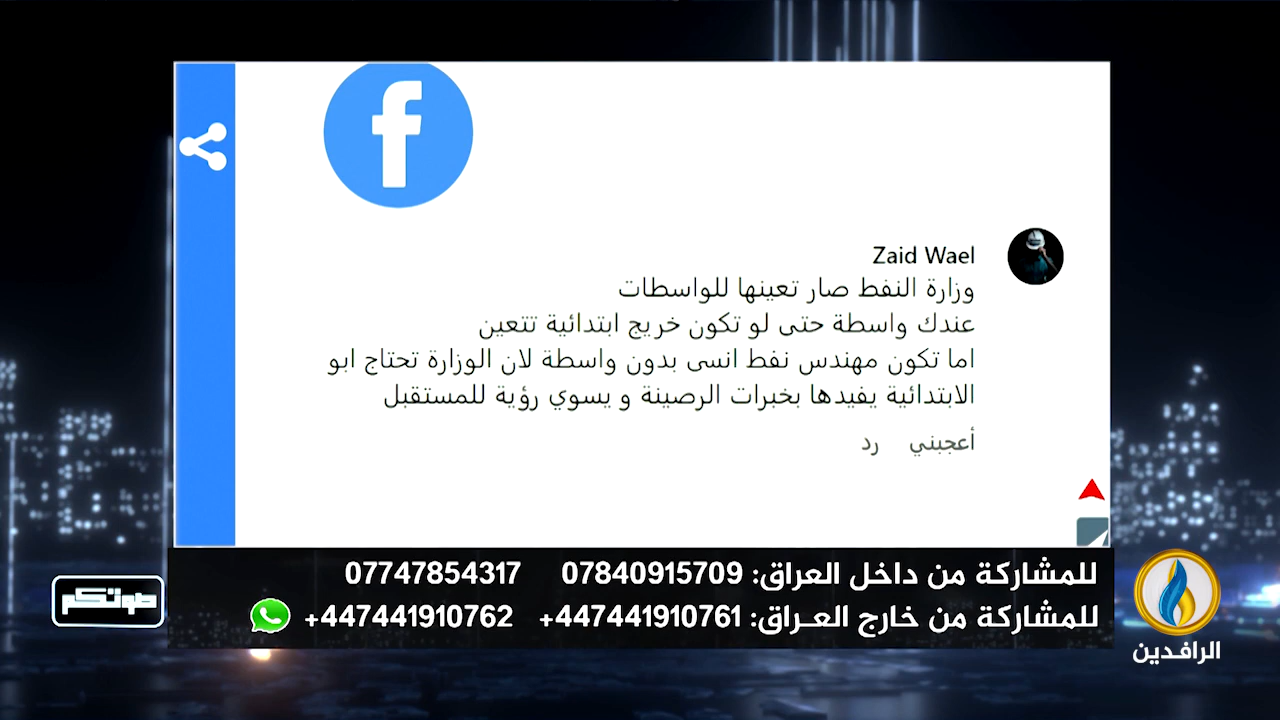 f
Zaid Wael
وزارة النفط صار تعينها للواسطات
عندك واسطة حتى لو تكون خريج ابتدائية تتعين
اما تكون مهندس نفط انسى بدون واسطة لان الوزارة تحتاج ابو
الابتدائية يفيدها بخبرات الرصينة و يسوي رؤية للمستقبل
أعجبني رد
للمشاركة من داخل العراق: 07840915709 07747854317
للمشاركة من خارج العـراق: 447441910761+ 447441910762+
صوتكم
الرافدين